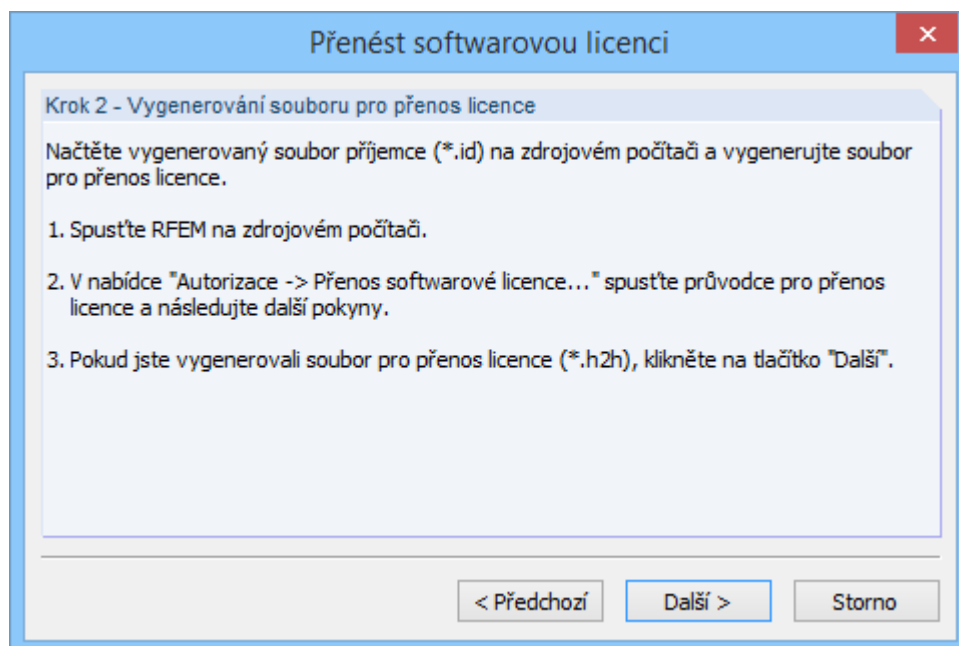 Přenést softwarovou licenci
Krok 2 - Vygenerování souboru pro přenos licence
Načtěte vygenerovaný soubor příjemce (*.id) na zdrojovém počítači a vygenerujte soubor
pro přenos licence.
1. Spusťte RFEM na zdrojovém počítači.
2. V nabídce "Autorizace -> Přenos softwarové licence..." spusťte průvodce pro přenos
licence a následujte další pokyny.
3. Pokud jste vygenerovali soubor pro přenos licence (*.h2h), klikněte na tlačítko "Další".
< Předchozí Další > Storno